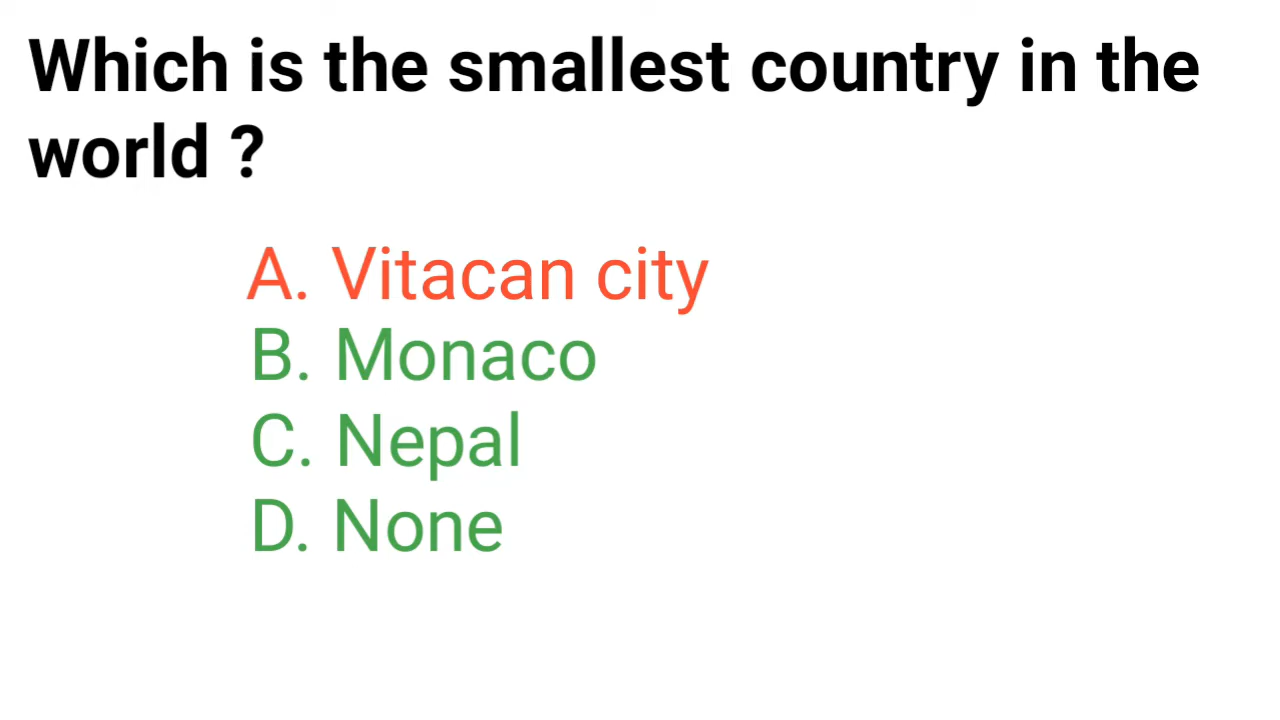 Which is the smallest country in the
world ?
A. Vitacan city
B. Monaco
C. Nepal
D. None